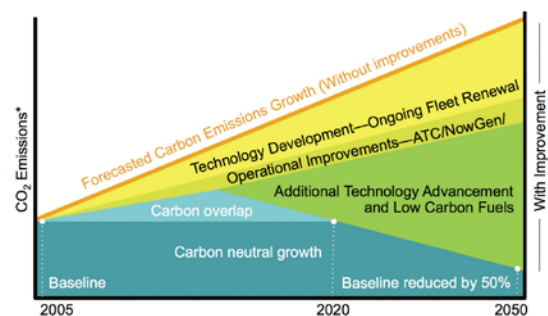 CO2 Emissions*
Forecasted Carbon Emissions Growth (Without improvements)
Technology Development—Ongoing Fleet Renewal
Operational Improvements—ATC/NowGen/
Additional Technology Advancement
and Low Carbon Fuels
Carbon overlap
Carbon neutral growth
Baseline
Baseline reduced by 50%
With Improvement
2005
2020
2050